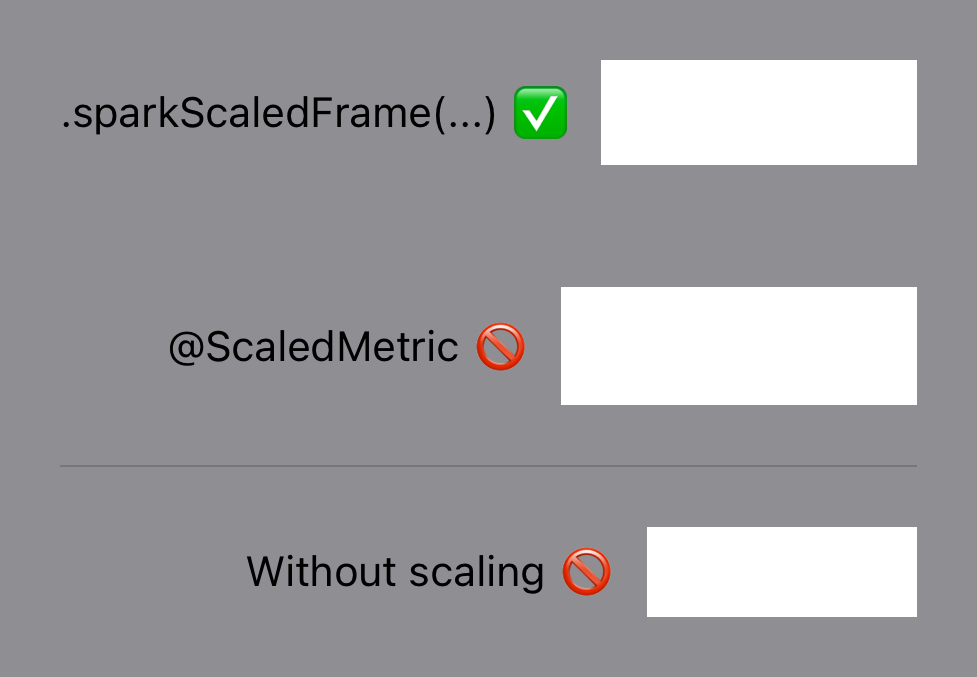 .sparkScaledFrame(...) ✅
@ScaledMetric 🚫
Without scaling 🚫